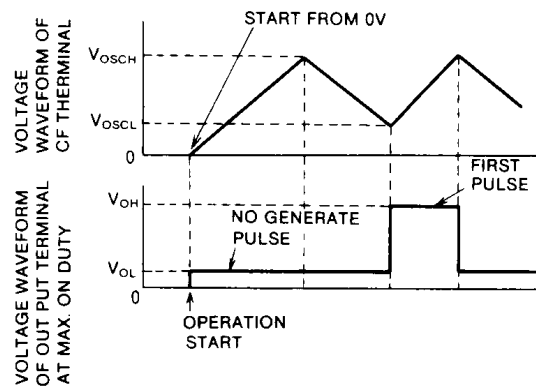 START FROM 0V
VOSCH
VOSCL
0
VOLTAGE
WAVEFORM OF
CF THERMINAL
FIRST
PULSE
VOH
NO GENERATE
PULSE
VOL
0
OPERATION
START
VOLTAGE WAVEFORM
OF OUT PUT TERMINAL
AT MAX. ON DUTY